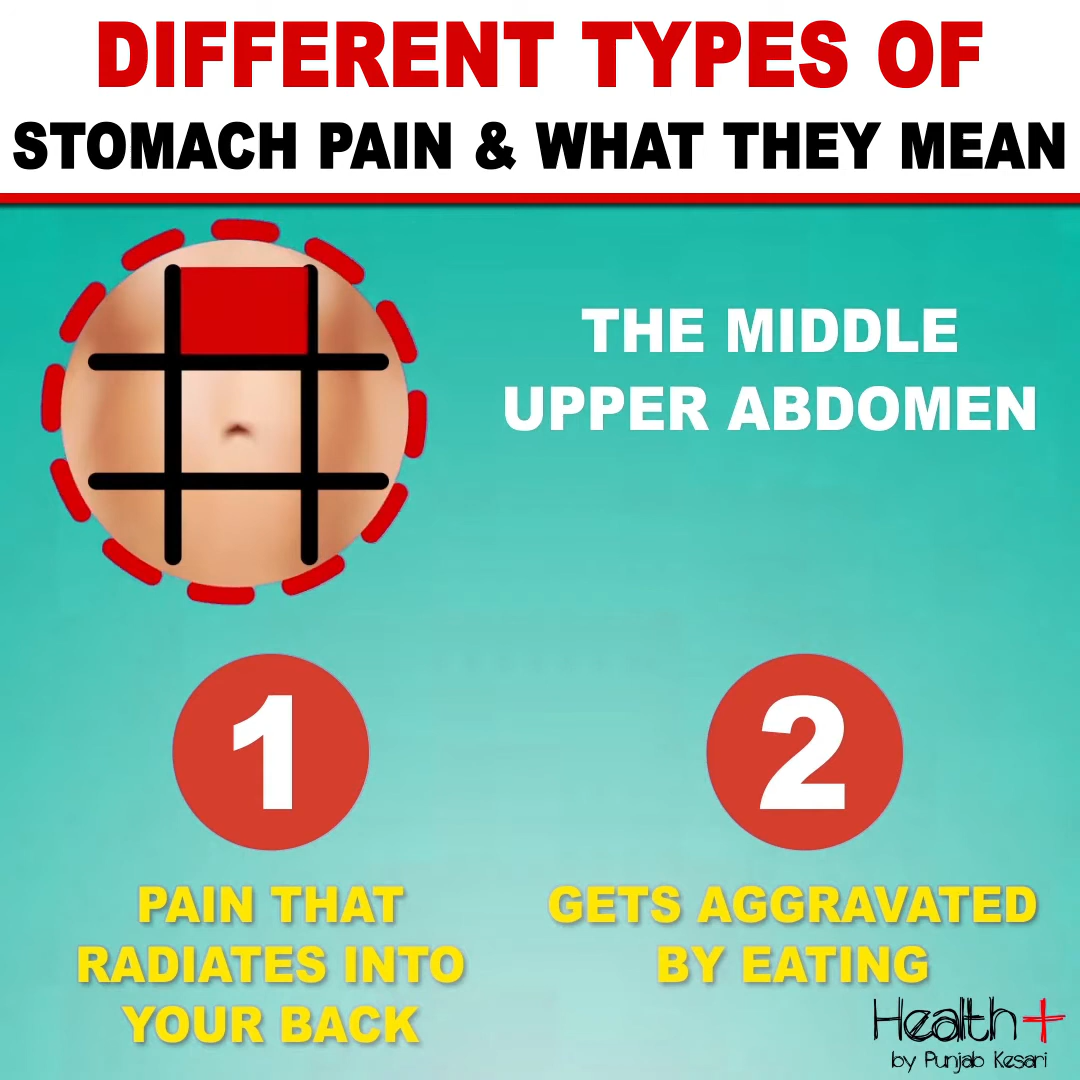 DIFFERENT TYPES OF
STOMACH PAIN & WHAT THEY MEAN
THE MIDDLE
UPPER ABDOMEN
1
PAIN THAT
RADIATES INTO
YOUR BACK
2
GETS AGGRAVATED
BY EATING
Health+
by Punjab Kesari